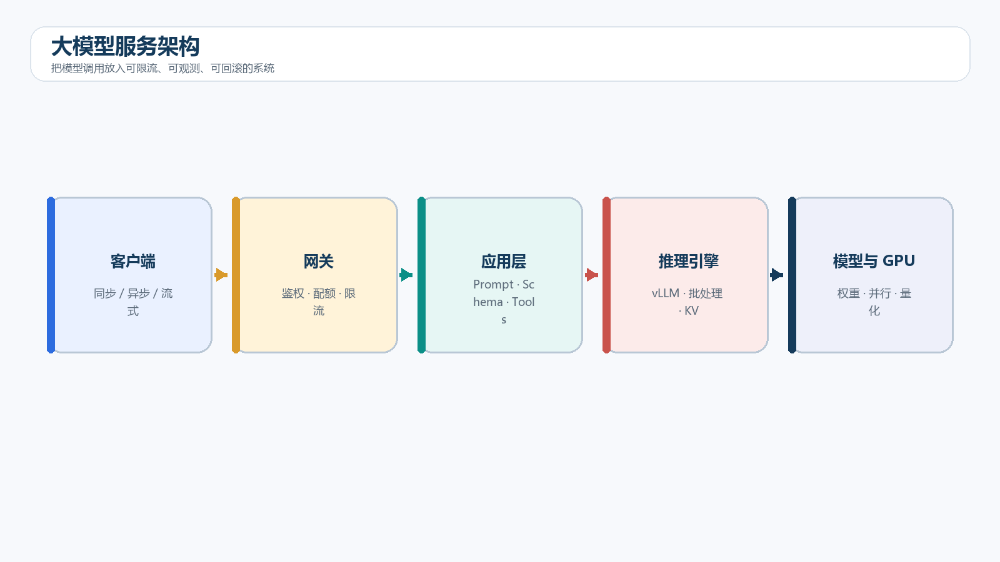 大模型服务架构
把模型调用放入可限流、可观测、可回滚的系统
客户端
同步 / 异步 / 流
式
网关
鉴权 · 配额 · 限
流
应用层
Prompt · Sc
hema · Tool
s
推理引擎
vLLM · 批处理
· KV
模型与 GPU
权重 · 并行 · 量
化